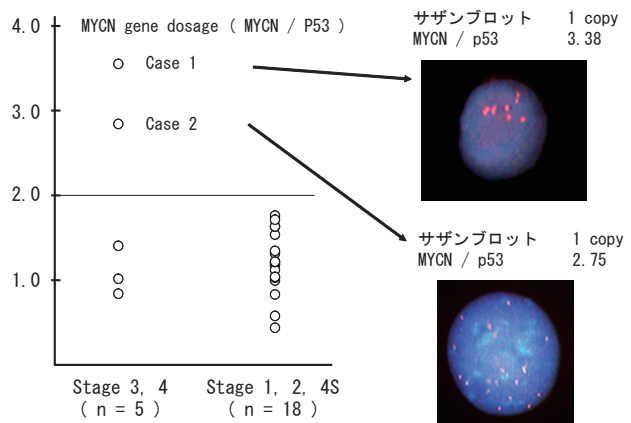 MYCN gene dosage ( MYCN / P53 )
4.0
3.0
2.0
1.0
Case 1
Case 2
Stage 3, 4
( n = 5 )
Stage 1, 2, 4S
( n = 18 )
サザンブロット 1 copy
MYCN / p53 3.38
サザンブロット 1 copy
MYCN / p53 2.75